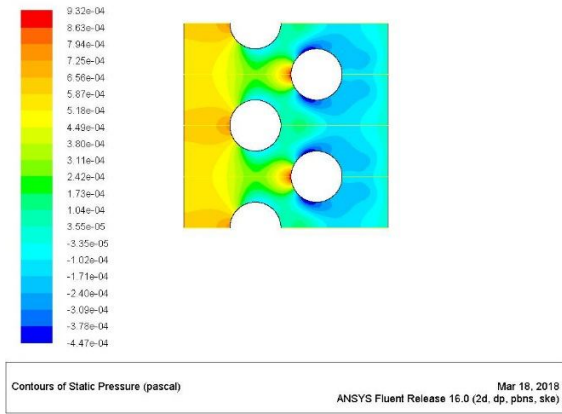 9.32e-04
8.63e-04
7.94e-04
7.25e-04
6.56e-04
5.87e-04
5.18e-04
4.49e-04
3.80e-04
3.11e-04
2.42e-04
1.73e-04
1.04e-04
3.55e-05
-3.35e-05
-1.02e-04
-1.71e-04
-2.40e-04
-3.09e-04
-3.78e-04
-4.47e-04
Contours of Static Pressure (pascal)
Mar 18, 2018
ANSYS Fluent Release 16.0 (2d, dp, pbns, ske)